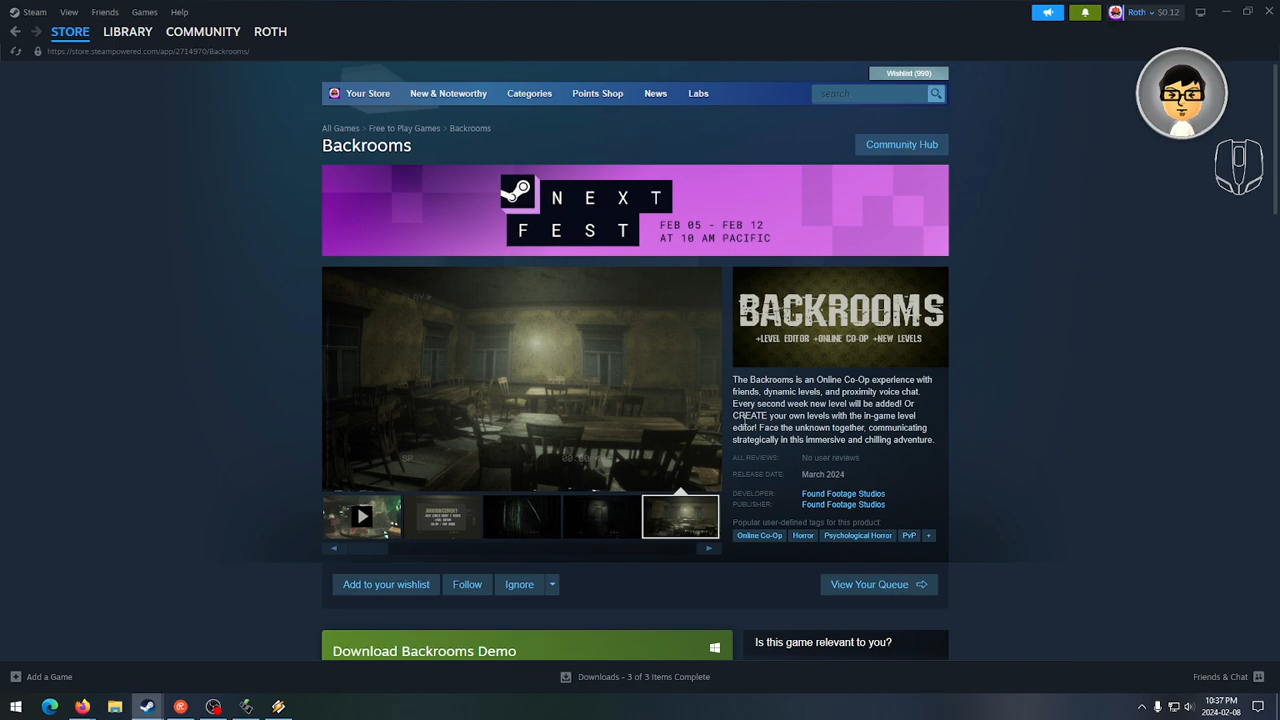 Steam View Friends Games Help Roth $0.12
STORE LIBRARY COMMUNITY ROTH
https://store.steampowered.com/app/2714970/Backrooms/
Wishlist (990)
Your Store New & Noteworthy Categories Points Shop News Labs search
All Games > Free to Play Games > Backrooms
Backrooms
Community Hub
NEXT
FEST
FEB 05 - FEB 12
AT 10 AM PACIFIC
BACKROOMS
+LEVEL EDITOR +ONLINE CO-OP +NEW LEVELS
The Backrooms is an Online Co-Op experience with
friends, dynamic levels, and proximity voice chat.
Every second week new level will be added! Or
CREATE your own levels with the in-game level
editor! Face the unknown together, communicating
strategically in this immersive and chilling adventure.
ALL REVIEWS: No user reviews
RELEASE DATE: March 2024
DEVELOPER: Found Footage Studios
PUBLISHER: Found Footage Studios
Popular user-defined tags for this product:
Online Co-Op Horror Psychological Horror PvP +
SP
Add to your wishlist Follow Ignore View Your Queue
Download Backrooms Demo
Is this game relevant to you?
Add a Game Downloads - 3 of 3 Items Complete Friends & Chat
10:37 PM
2024-02-08